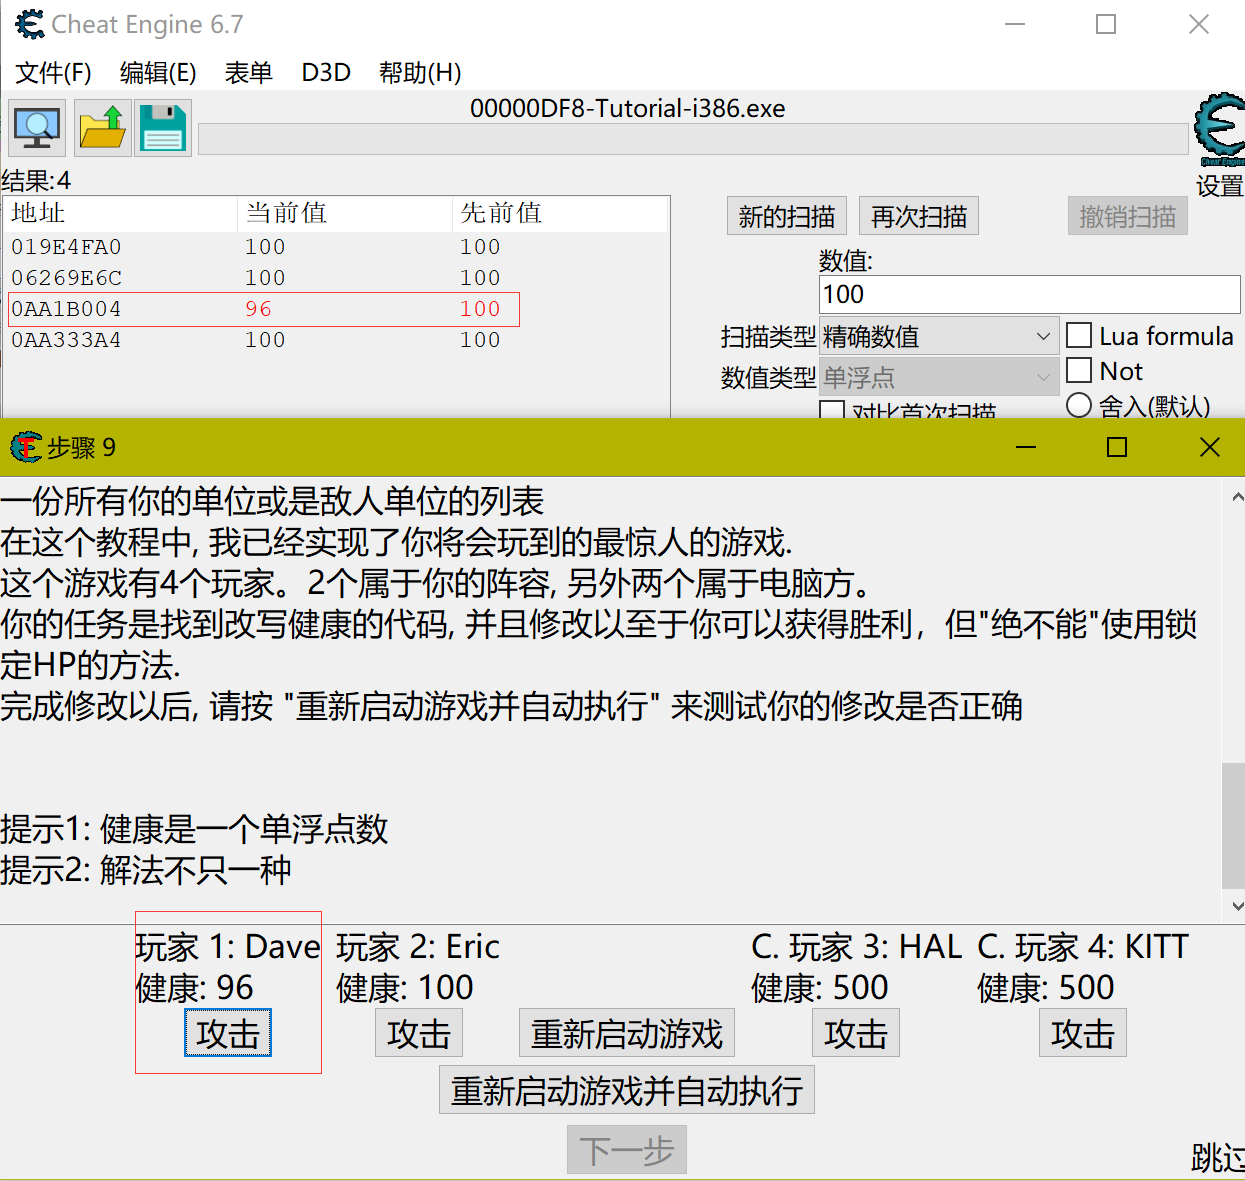 Cheat Engine 6.7
文件(F) 编辑(E) 表单 D3D 帮助(H)
00000DF8-Tutorial-i386.exe
Cheat Engine
设置
结果:4
地址 当前值 先前值
019E4FA0 100 100
06269E6C 100 100
0AA1B004 96 100
0AA333A4 100 100
新的扫描 再次扫描 撤销扫描
数值:
100
扫描类型 精确数值 Lua formula
数值类型 单浮点 Not
对比首次扫描 舍入(默认)
步骤 9
一份所有你的单位或是敌人单位的列表
在这个教程中, 我已经实现了你将会玩到的最惊人的游戏.
这个游戏有4个玩家。2个属于你的阵容, 另外两个属于电脑方。
你的任务是找到改写健康的代码, 并且修改以至于你可以获得胜利，但"绝不能"使用锁
定HP的方法.
完成修改以后, 请按 "重新启动游戏并自动执行" 来测试你的修改是否正确
提示1: 健康是一个单浮点数
提示2: 解法不只一种
玩家 1: Dave 玩家 2: Eric C. 玩家 3: HAL C. 玩家 4: KITT
健康: 96 健康: 100 健康: 500 健康: 500
攻击 攻击 重新启动游戏 攻击 攻击
重新启动游戏并自动执行
下一步
跳过